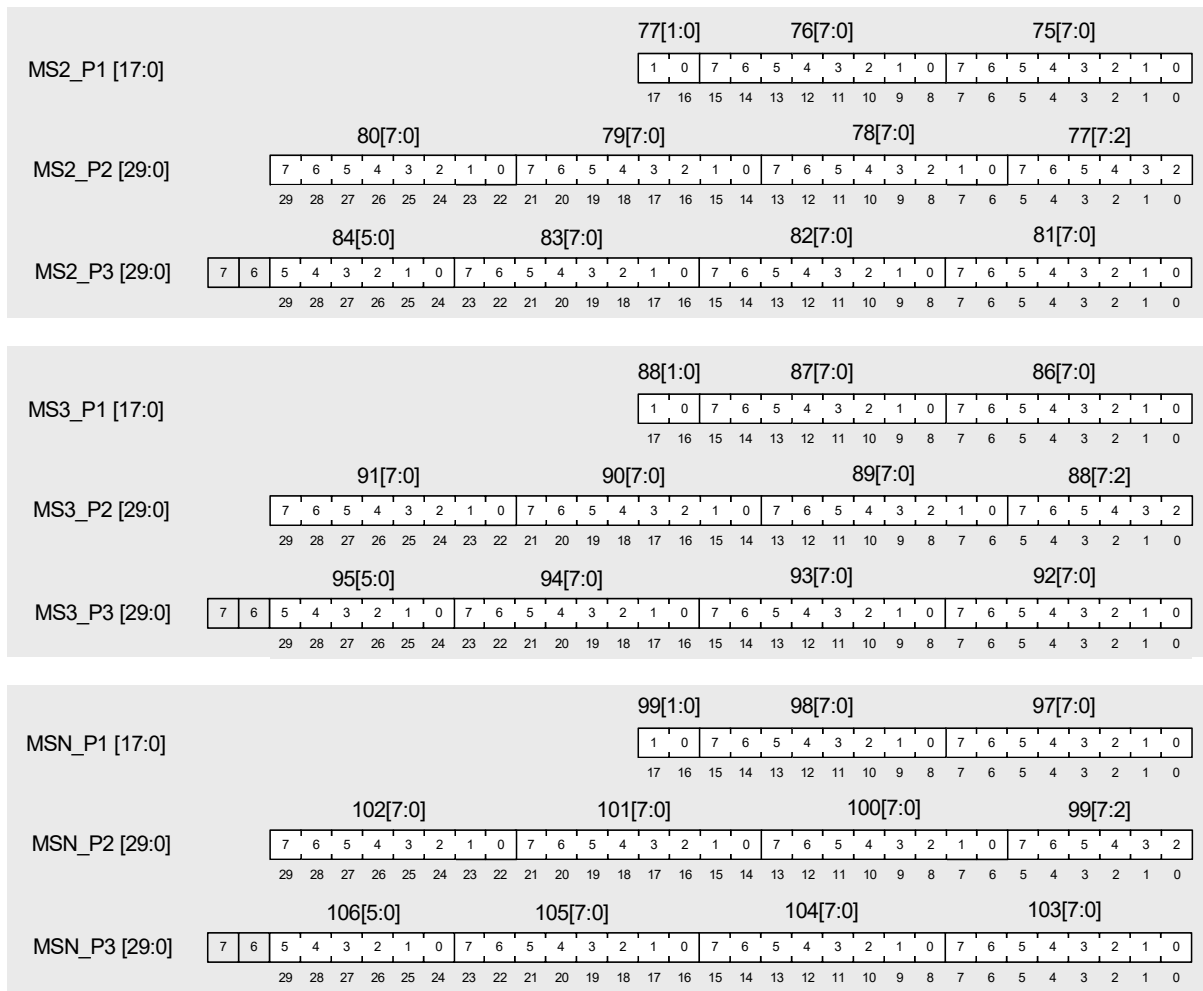 77[1:0] 76[7:0] 75[7:0]
MS2_P1 [17:0] 1 0 7 6 5 4 3 2 1 0 7 6 5 4 3 2 1 0
17 16 15 14 13 12 11 10 9 8 7 6 5 4 3 2 1 0
80[7:0] 79[7:0] 78[7:0] 77[7:2]
MS2_P2 [29:0] 7 6 5 4 3 2 1 0 7 6 5 4 3 2 1 0 7 6 5 4 3 2 1 0 7 6 5 4 3 2
29 28 27 26 25 24 23 22 21 20 19 18 17 16 15 14 13 12 11 10 9 8 7 6 5 4 3 2 1 0
84[5:0] 83[7:0] 82[7:0] 81[7:0]
MS2_P3 [29:0] 7 6 5 4 3 2 1 0 7 6 5 4 3 2 1 0 7 6 5 4 3 2 1 0 7 6 5 4 3 2 1 0
29 28 27 26 25 24 23 22 21 20 19 18 17 16 15 14 13 12 11 10 9 8 7 6 5 4 3 2 1 0
88[1:0] 87[7:0] 86[7:0]
MS3_P1 [17:0] 1 0 7 6 5 4 3 2 1 0 7 6 5 4 3 2 1 0
17 16 15 14 13 12 11 10 9 8 7 6 5 4 3 2 1 0
91[7:0] 90[7:0] 89[7:0] 88[7:2]
MS3_P2 [29:0] 7 6 5 4 3 2 1 0 7 6 5 4 3 2 1 0 7 6 5 4 3 2 1 0 7 6 5 4 3 2
29 28 27 26 25 24 23 22 21 20 19 18 17 16 15 14 13 12 11 10 9 8 7 6 5 4 3 2 1 0
95[5:0] 94[7:0] 93[7:0] 92[7:0]
MS3_P3 [29:0] 7 6 5 4 3 2 1 0 7 6 5 4 3 2 1 0 7 6 5 4 3 2 1 0 7 6 5 4 3 2 1 0
29 28 27 26 25 24 23 22 21 20 19 18 17 16 15 14 13 12 11 10 9 8 7 6 5 4 3 2 1 0
99[1:0] 98[7:0] 97[7:0]
MSN_P1 [17:0] 1 0 7 6 5 4 3 2 1 0 7 6 5 4 3 2 1 0
17 16 15 14 13 12 11 10 9 8 7 6 5 4 3 2 1 0
102[7:0] 101[7:0] 100[7:0] 99[7:2]
MSN_P2 [29:0] 7 6 5 4 3 2 1 0 7 6 5 4 3 2 1 0 7 6 5 4 3 2 1 0 7 6 5 4 3 2
29 28 27 26 25 24 23 22 21 20 19 18 17 16 15 14 13 12 11 10 9 8 7 6 5 4 3 2 1 0
106[5:0] 105[7:0] 104[7:0] 103[7:0]
MSN_P3 [29:0] 7 6 5 4 3 2 1 0 7 6 5 4 3 2 1 0 7 6 5 4 3 2 1 0 7 6 5 4 3 2 1 0
29 28 27 26 25 24 23 22 21 20 19 18 17 16 15 14 13 12 11 10 9 8 7 6 5 4 3 2 1 0